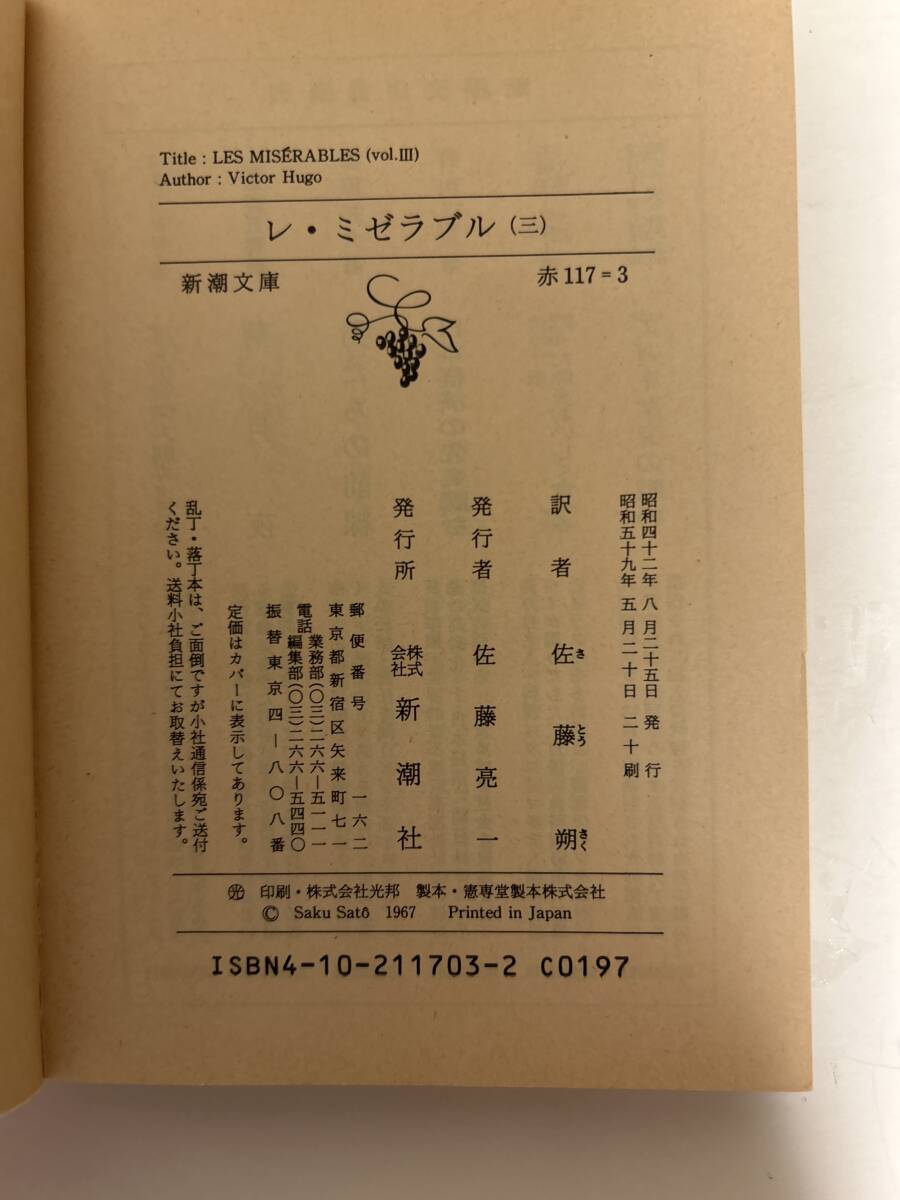 Title : LES MISÉRABLES (vol.Ⅲ)
Author : Victor Hugo
レ・ミゼラブル(三)
新潮文庫
赤117=3
昭和四十二年 八月二十五日 発行
昭和五十九年 五月二十日 二十刷
訳者 佐藤朔
さ とう さく
発行者 佐藤亮一
発行所 株式会社 新潮社
郵便番号 一六二
東京都新宿区矢来町七一
電話 業務部(〇三)二六六―五一一一
編集部(〇三)二六六―五四四〇
振替東京四―八〇八番
定価はカバーに表示してあります。
乱丁・落丁本は、ご面倒ですが小社通信係宛ご送付
ください。送料小社負担にてお取替えいたします。
光 印刷・株式会社光邦 製本・憲専堂製本株式会社
© Saku Satô 1967 Printed in Japan
ISBN4-10-211703-2 C0197